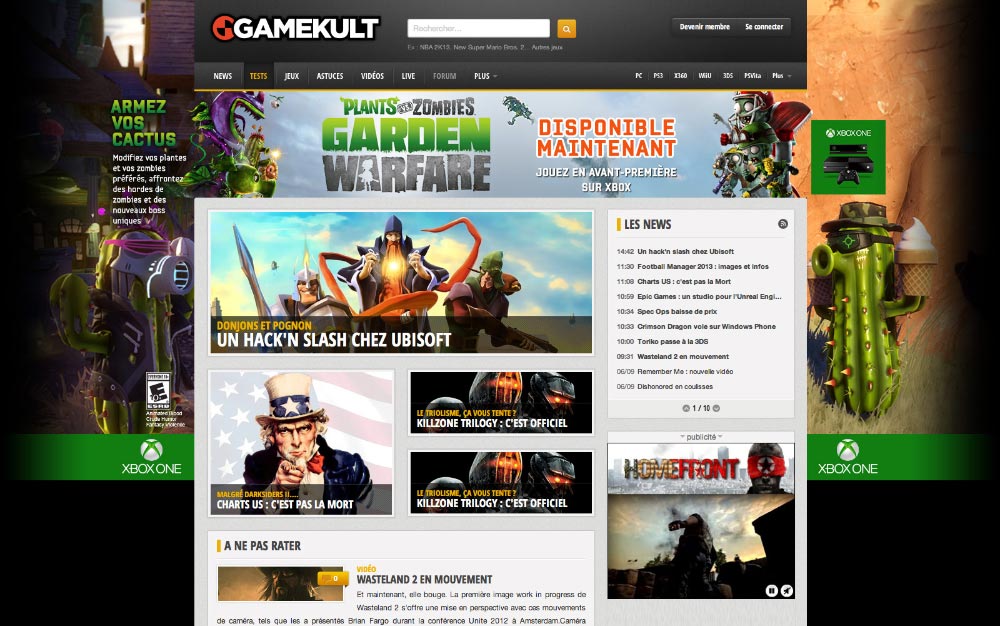 GAMEKULT
Rechercher...
Ex : NBA 2K13, New Super Mario Bros. 2... Autres jeux
Devenir membre
Se connecter
NEWS
TESTS
JEUX
ASTUCES
VIDÉOS
LIVE
FORUM
PLUS
PC
PS3
X360
WiiU
3DS
PSVita
Plus
ARMEZ
VOS
CACTUS
Modifiez vos plantes
et vos zombies
préférés, affrontez
des hordes de
zombies et des
nouveaux boss
uniques
PLANTS VS. ZOMBIES
GARDEN
WARFARE
DISPONIBLE
MAINTENANT
JOUEZ EN AVANT-PREMIÈRE
SUR XBOX
XBOX ONE
DONJONS ET POGNON
UN HACK'N SLASH CHEZ UBISOFT
LES NEWS
14:42 Un hack'n slash chez Ubisoft
11:30 Football Manager 2013 : images et infos
11:08 Charts US : c'est pas la Mort
10:59 Epic Games : un studio pour l'Unreal Engi...
10:34 Spec Ops baisse de prix
10:33 Crimson Dragon vole sur Windows Phone
10:00 Toriko passe à la 3DS
09:31 Wasteland 2 en mouvement
06/09 Remember Me : nouvelle vidéo
06/09 Dishonored en coulisses
1 / 10
MALGRÉ DARKSIDERS II....
CHARTS US : C'EST PAS LA MORT
LE TRIOLISME, ÇA VOUS TENTE ?
KILLZONE TRILOGY : C'EST OFFICIEL
LE TRIOLISME, ÇA VOUS TENTE ?
KILLZONE TRILOGY : C'EST OFFICIEL
publicité
HOMEFRONT
EVERYONE 10+
E
ESRB
Animated Blood
Crude Humor
Fantasy Violence
XBOX ONE
XBOX ONE
A NE PAS RATER
0
VIDÉO
WASTELAND 2 EN MOUVEMENT
Et maintenant, elle bouge. La première image work in progress de
Wasteland 2 s'offre une mise en perspective avec ces mouvements
de caméra, tels que les a présentés Brian Fargo durant la conférence Unite 2012 à Amsterdam.Caméra